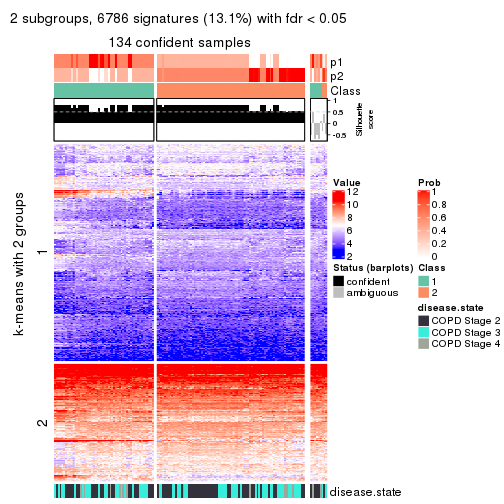 2 subgroups, 6786 signatures (13.1%) with fdr < 0.05
134 confident samples
p1
p2
Class
1
0.5
0
-0.5
Silhouette
score
k-means with 2 groups
1
2
disease.state
Value
12
10
8
6
4
2
Prob
1
0.8
0.6
0.4
0.2
0
Status (barplots)
confident
ambiguous
Class
1
2
disease.state
COPD Stage 2
COPD Stage 3
COPD Stage 4